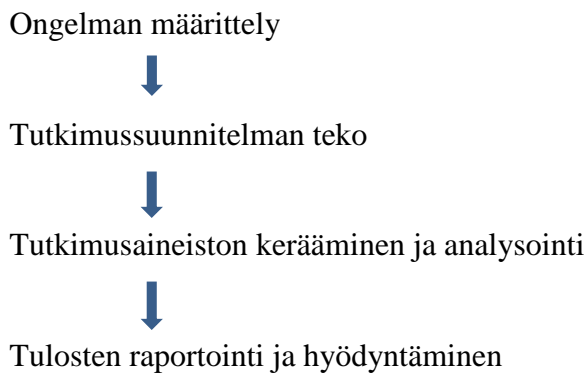 Ongelman määrittely
Tutkimussuunnitelman teko
Tutkimusaineiston kerääminen ja analysointi
Tulosten raportointi ja hyödyntäminen